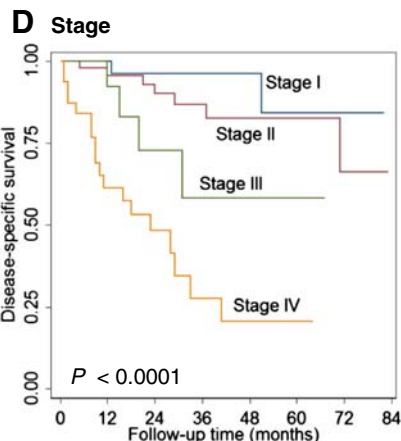 D Stage
1.00
0.75
0.50
0.25
0.00
Disease-specific survival
Stage I
Stage II
Stage III
Stage IV
P < 0.0001
0 12 24 36 48 60 72 84
Follow-up time (months)